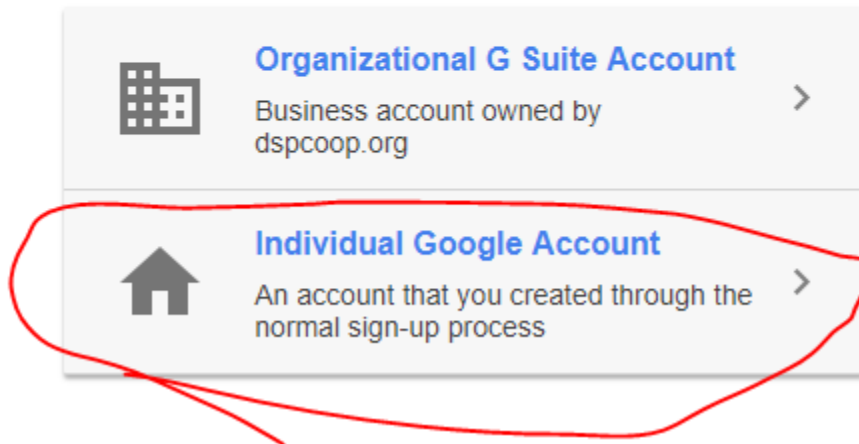 Organizational G Suite Account
Business account owned by
dspcoop.org
Individual Google Account
An account that you created through the
normal sign-up process